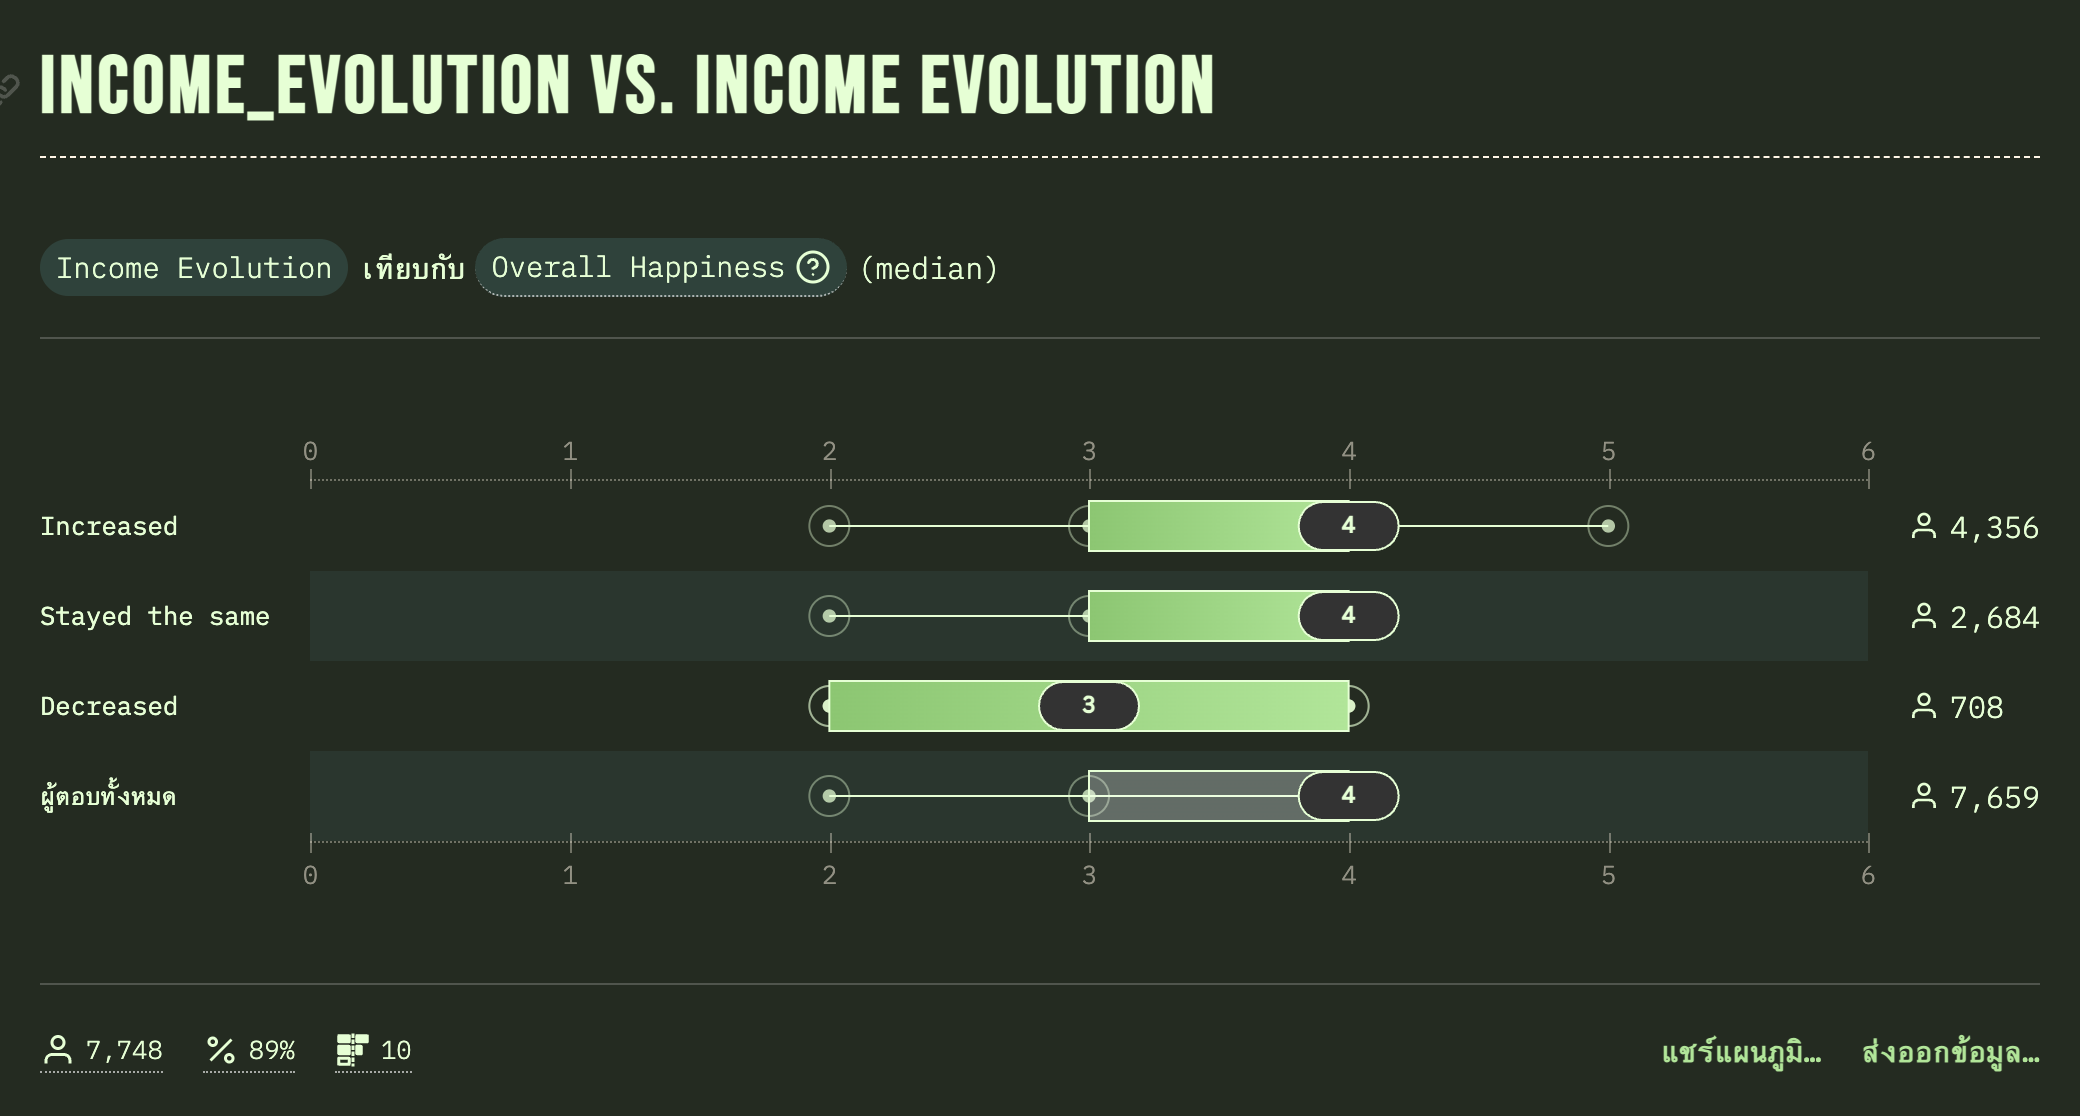 INCOME_EVOLUTION VS. INCOME EVOLUTION
Income Evolution เทียบกับ Overall Happiness (median)
0 1 2 3 4 5 6
Increased 4 4,356
Stayed the same 4 2,684
Decreased 3 708
ผู้ตอบทั้งหมด 4 7,659
0 1 2 3 4 5 6
7,748 89% 10 แชร์แผนภูมิ… ส่งออกข้อมูล…